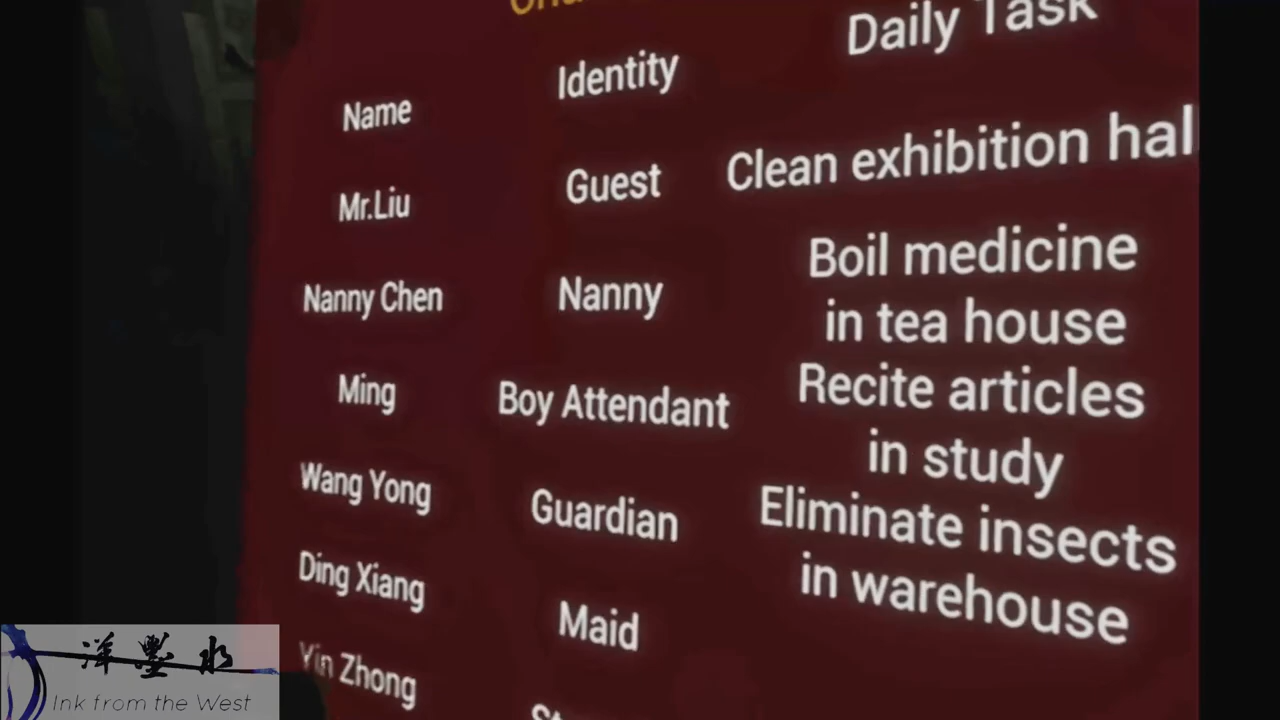 Daily Task
Name
Identity
Clean exhibition hal
Mr.Liu
Guest
Boil medicine
in tea house
Nanny Chen
Nanny
Recite articles
in study
Ming
Boy Attendant
Eliminate insects
in warehouse
Wang Yong
Guardian
Ding Xiang
Maid
Yin Zhong
洋墨水
Ink from the West